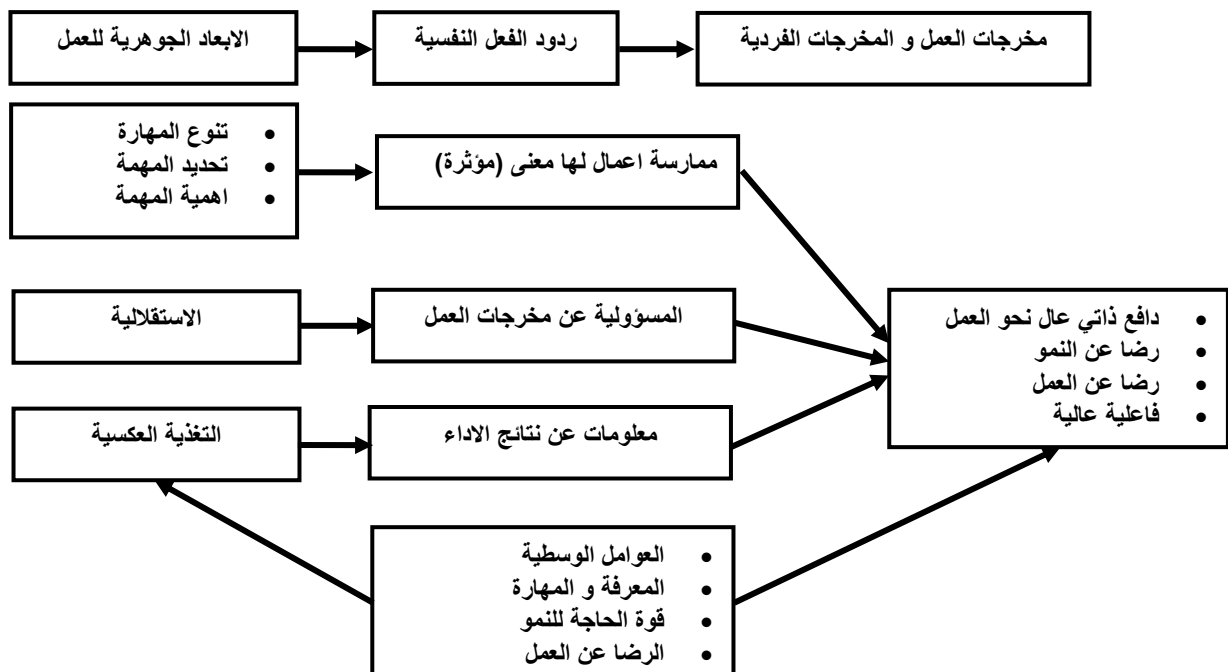 الابعاد الجوهرية للعمل
ردود الفعل النفسية
مخرجات العمل و المخرجات الفردية
• تنوع المهارة
• تحديد المهمة
• اهمية المهمة
ممارسة اعمال لها معنى (مؤثرة)
الاستقلالية
المسؤولية عن مخرجات العمل
• دافع ذاتي عال نحو العمل
• رضا عن النمو
• رضا عن العمل
• فاعلية عالية
التغذية العكسية
معلومات عن نتائج الاداء
• العوامل الوسطية
• المعرفة و المهارة
• قوة الحاجة للنمو
• الرضا عن العمل